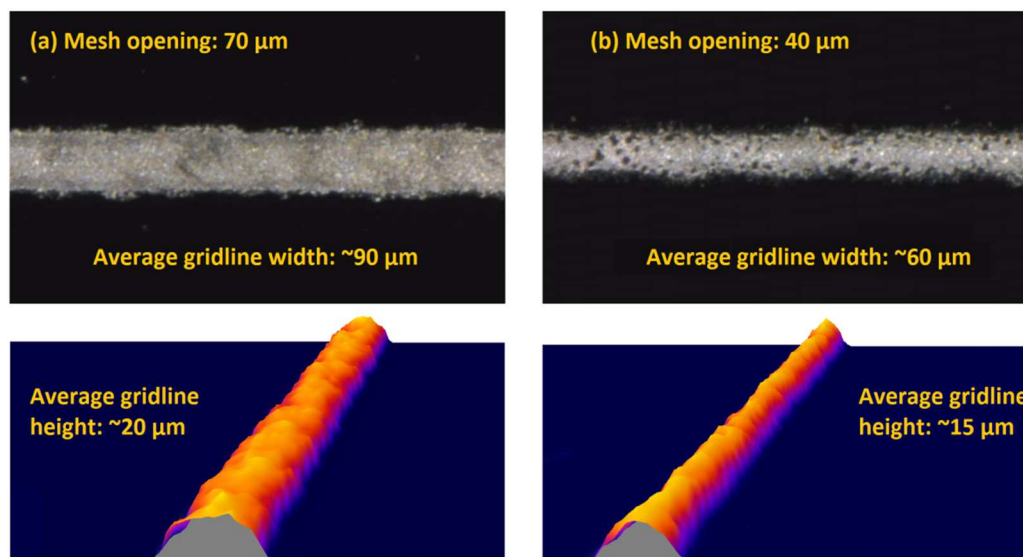 (a) Mesh opening: 70 µm
Average gridline width: ~90 µm
Average gridline
height: ~20 µm
(b) Mesh opening: 40 µm
Average gridline width: ~60 µm
Average gridline
height: ~15 µm